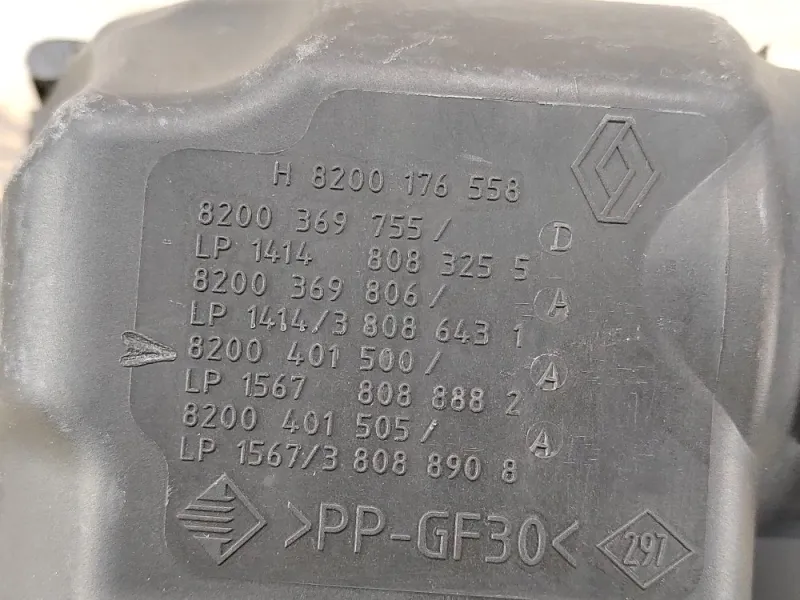 H 8200 176 558
8200 369 755/ D
LP 1414 808 325 5
8200 369 806/ A
LP 1414/3 808 643 1
8200 401 500/ A
LP 1567 808 888 2
8200 401 505/ A
LP 1567/3 808 890 8
>PP-GF30< 297